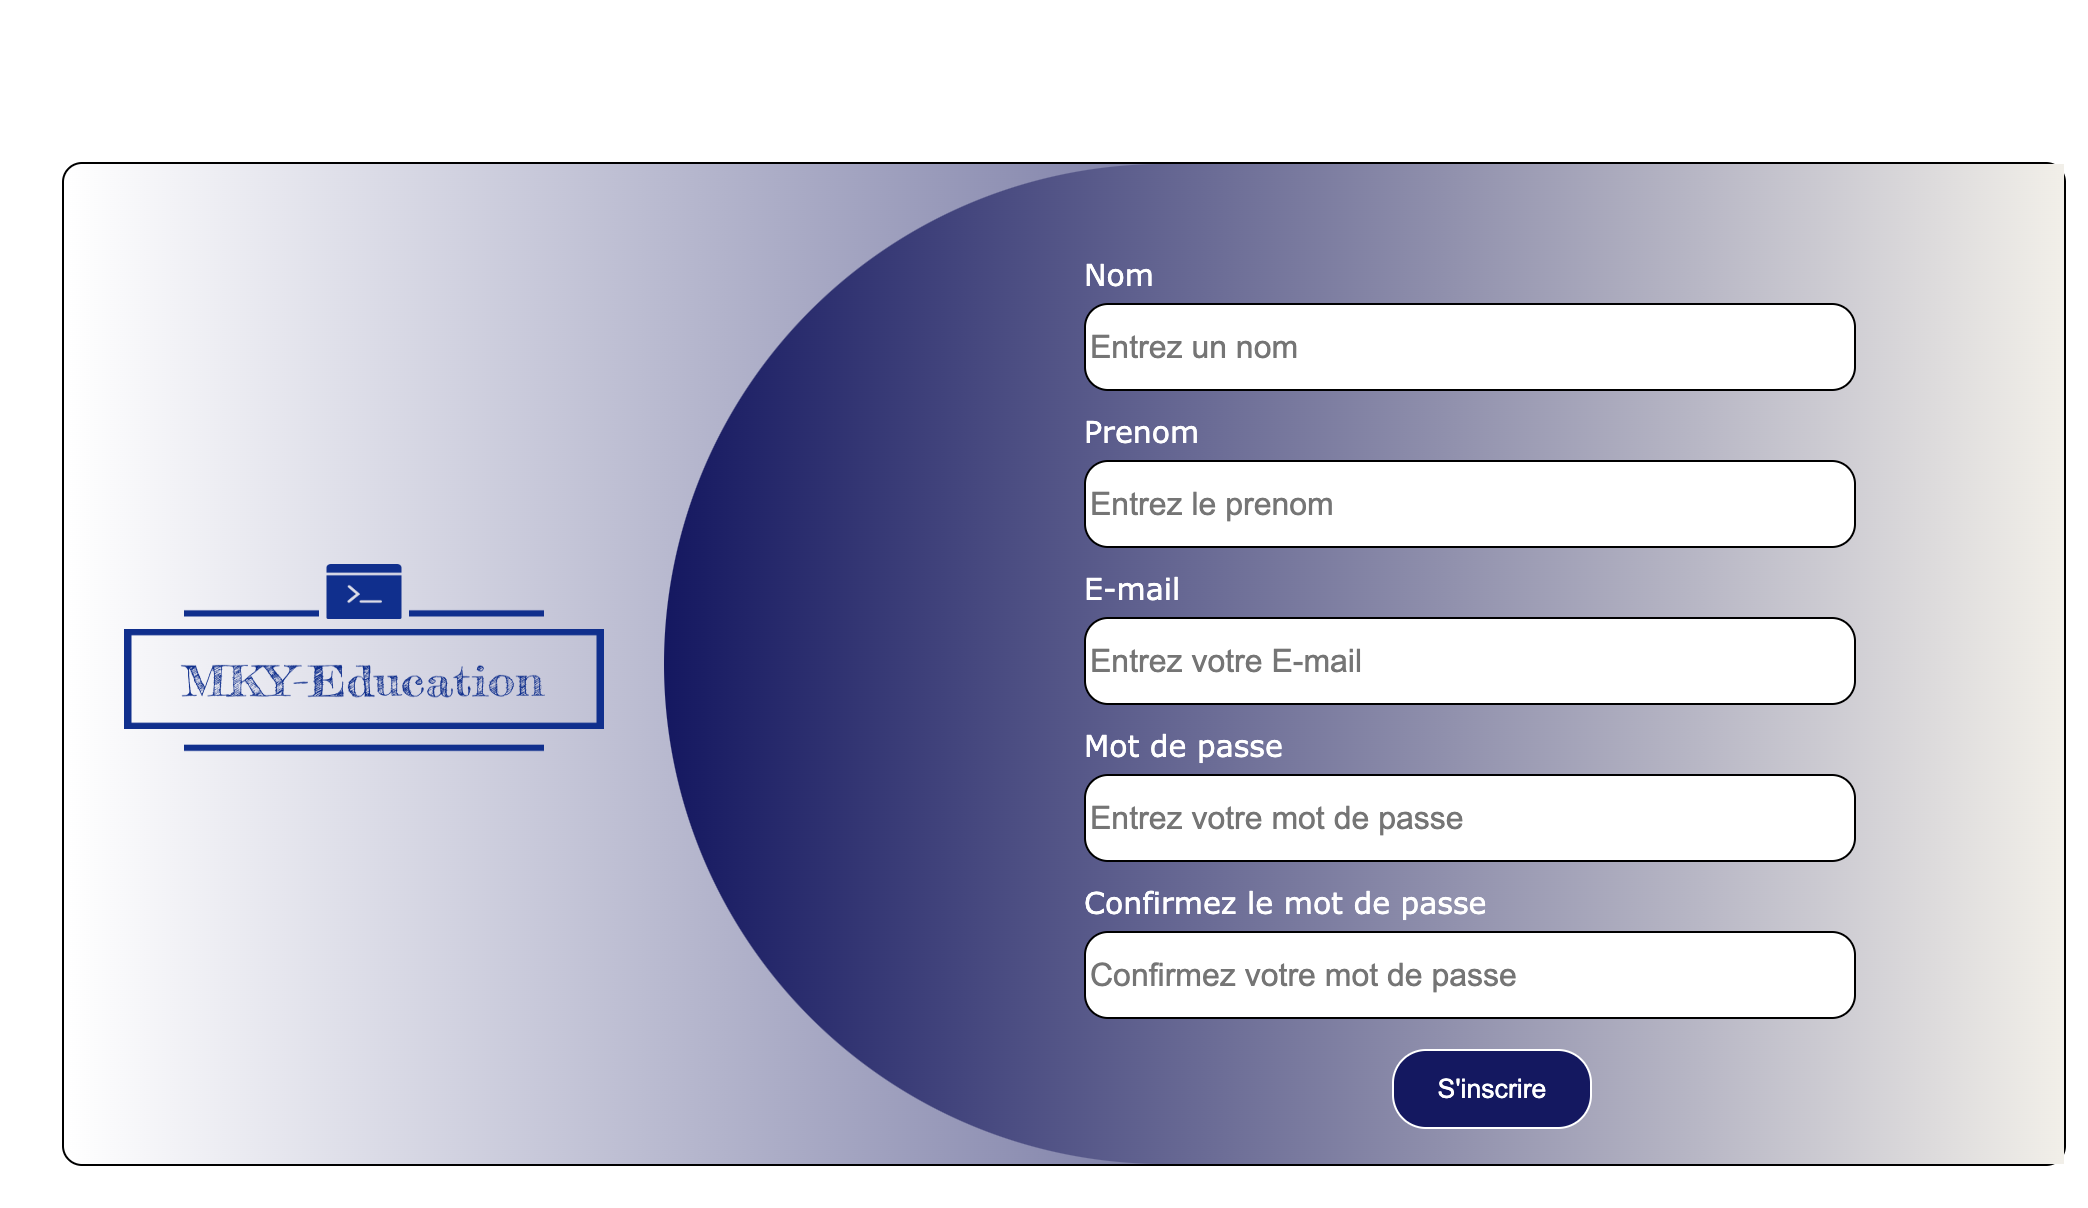 >_
MKY-Education
Nom
Entrez un nom
Prenom
Entrez le prenom
E-mail
Entrez votre E-mail
Mot de passe
Entrez votre mot de passe
Confirmez le mot de passe
Confirmez votre mot de passe
S'inscrire